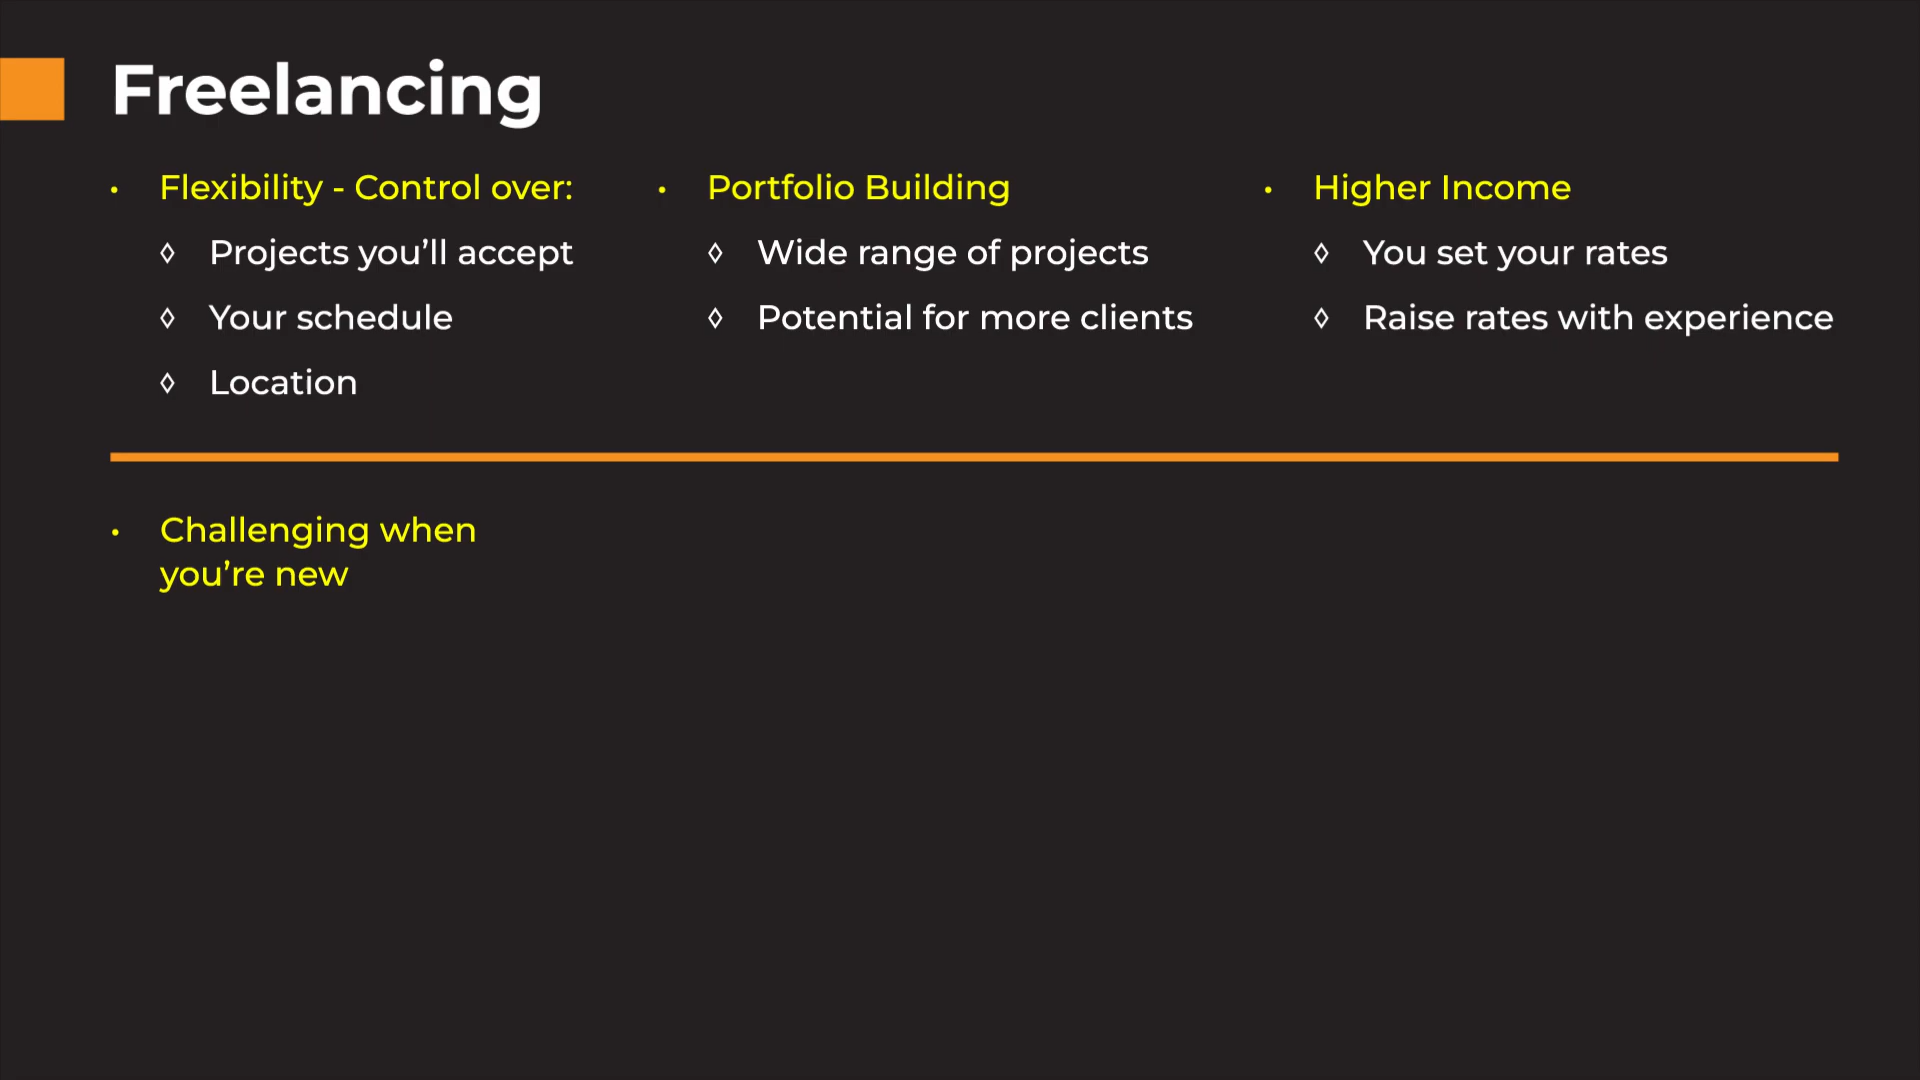 Freelancing
• Flexibility - Control over:
◊ Projects you’ll accept
◊ Your schedule
◊ Location
• Portfolio Building
◊ Wide range of projects
◊ Potential for more clients
• Higher Income
◊ You set your rates
◊ Raise rates with experience
• Challenging when
you’re new